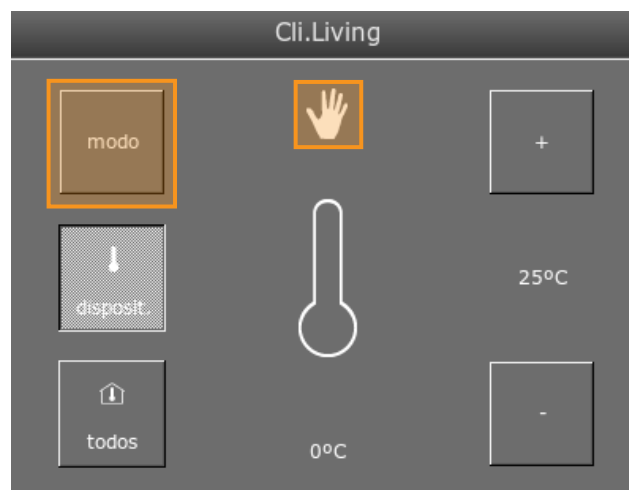 Cli.Living
modo
+
disposit.
25ºC
todos
-
0ºC